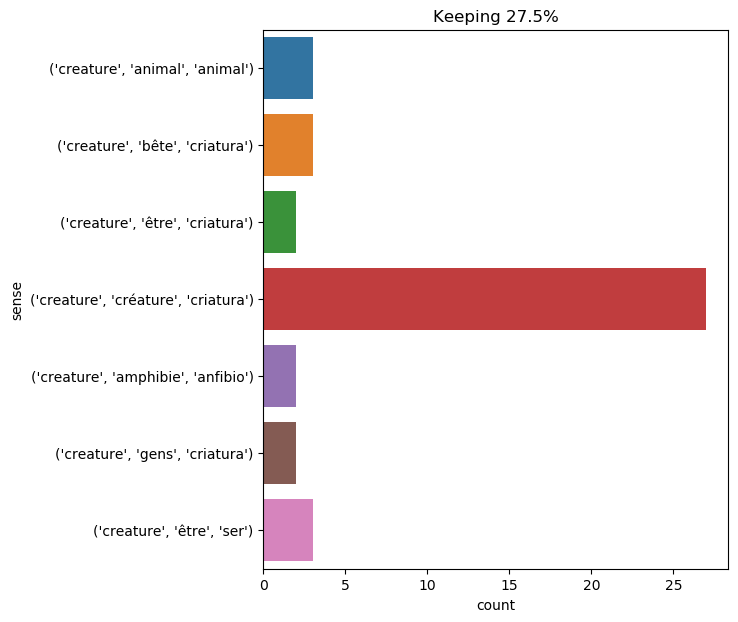 Keeping 27.5%
('creature', 'animal', 'animal')
('creature', 'bête', 'criatura')
('creature', 'être', 'criatura')
('creature', 'créature', 'criatura')
('creature', 'amphibie', 'anfibio')
('creature', 'gens', 'criatura')
('creature', 'être', 'ser')
sense
0 5 10 15 20 25
count